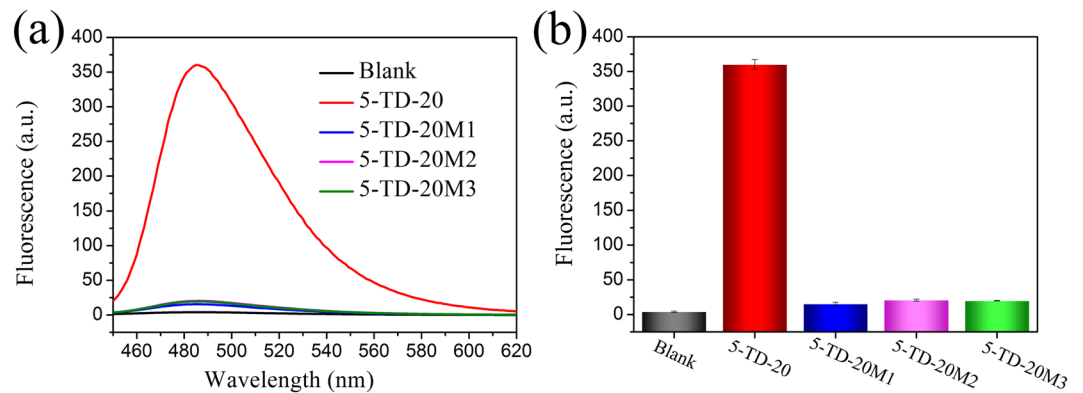 (a)
400
350
300
250
200
150
100
50
0
Fluorescence (a.u.)
460 480 500 520 540 560 580 600 620
Wavelength (nm)
Blank
5-TD-20
5-TD-20M1
5-TD-20M2
5-TD-20M3
(b)
400
350
300
250
200
150
100
50
0
Fluorescence (a.u.)
Blank
5-TD-20
5-TD-20M1
5-TD-20M2
5-TD-20M3